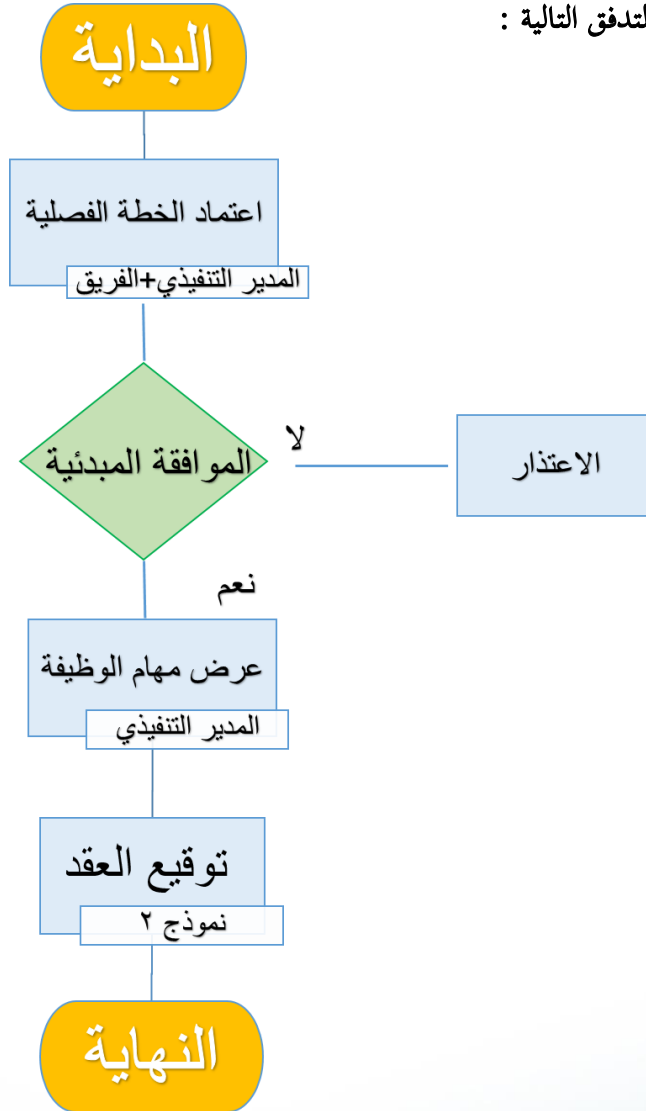 لتدفق التالية :
البداية
اعتماد الخطة الفصلية
المدير التنفيذي+الفريق
الموافقة المبدئية
لا
الاعتذار
نعم
عرض مهام الوظيفة
المدير التنفيذي
توقيع العقد
نموذج ٢
النهاية